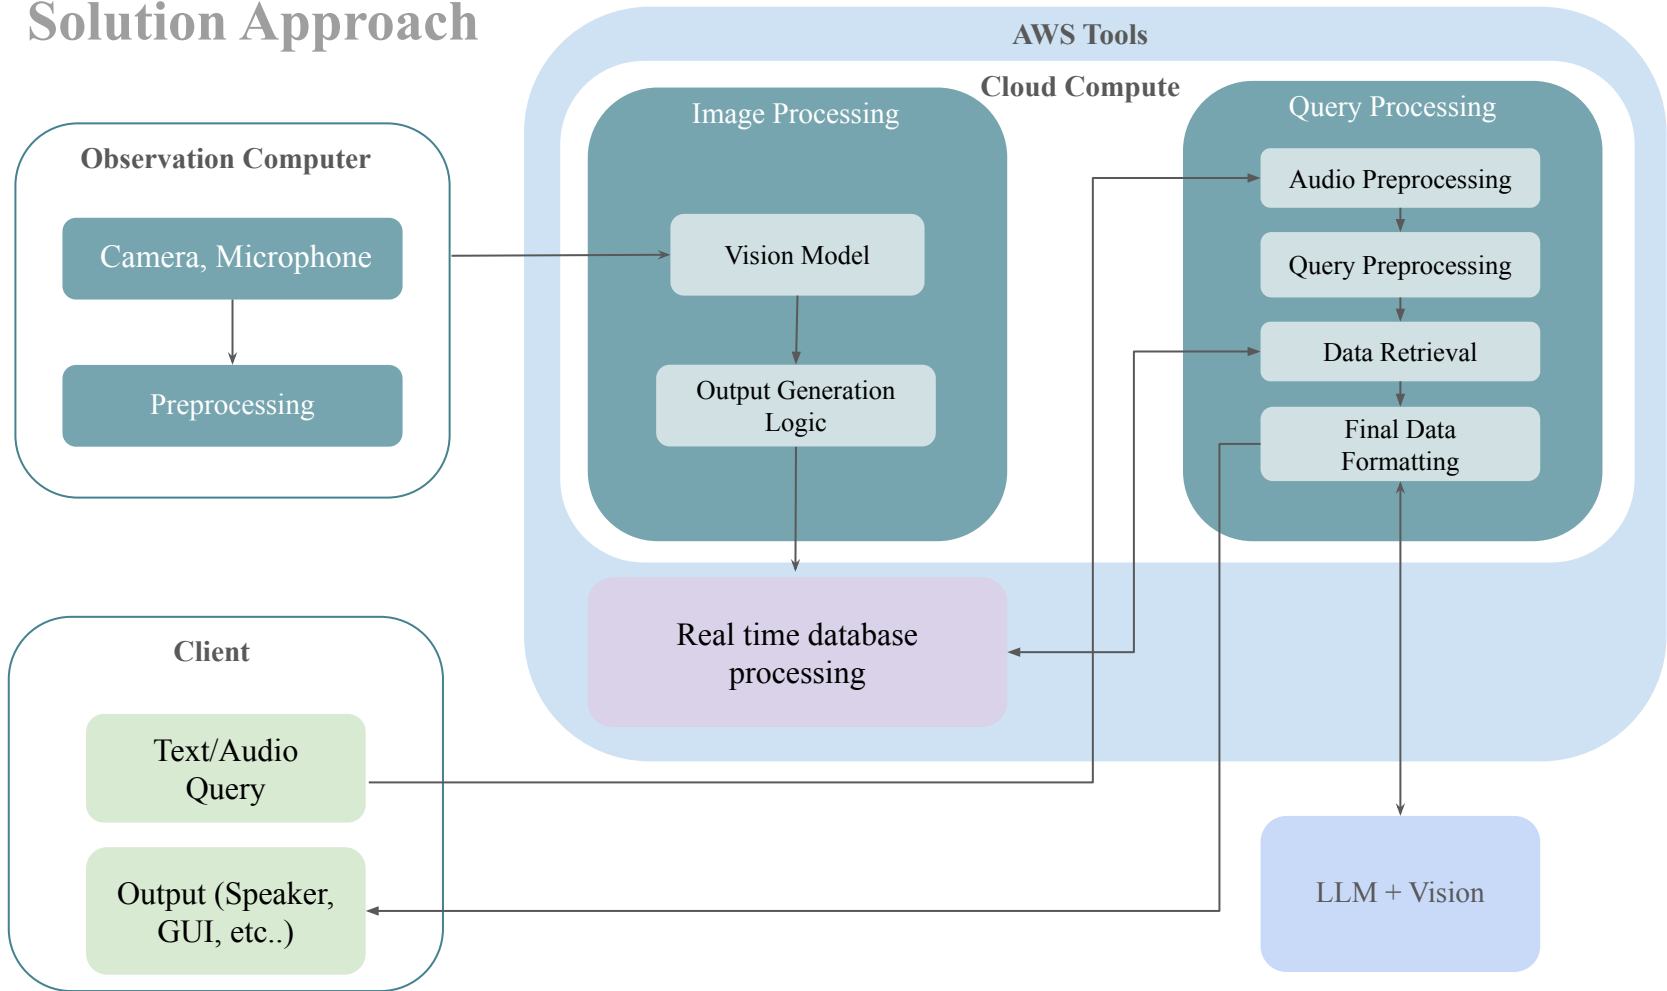 Solution Approach
AWS Tools
Cloud Compute
Observation Computer
Camera, Microphone
Preprocessing
Image Processing
Vision Model
Output Generation
Logic
Query Processing
Audio Preprocessing
Query Preprocessing
Data Retrieval
Final Data
Formatting
Real time database
processing
Client
Text/Audio
Query
Output (Speaker,
GUI, etc..)
LLM + Vision